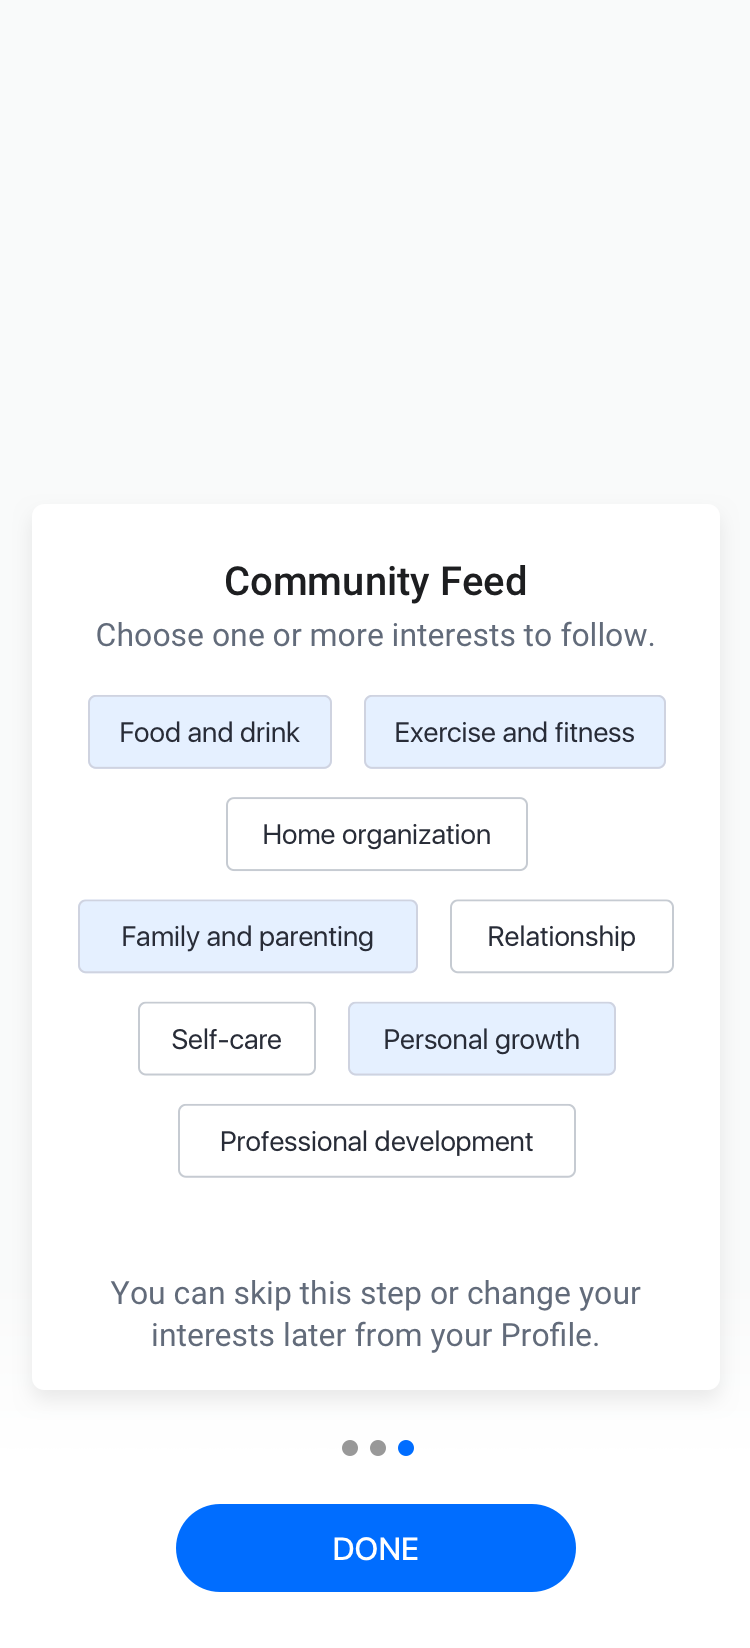 Community Feed
Choose one or more interests to follow.
Food and drink
Exercise and fitness
Home organization
Family and parenting
Relationship
Self-care
Personal growth
Professional development
You can skip this step or change your
interests later from your Profile.
DONE